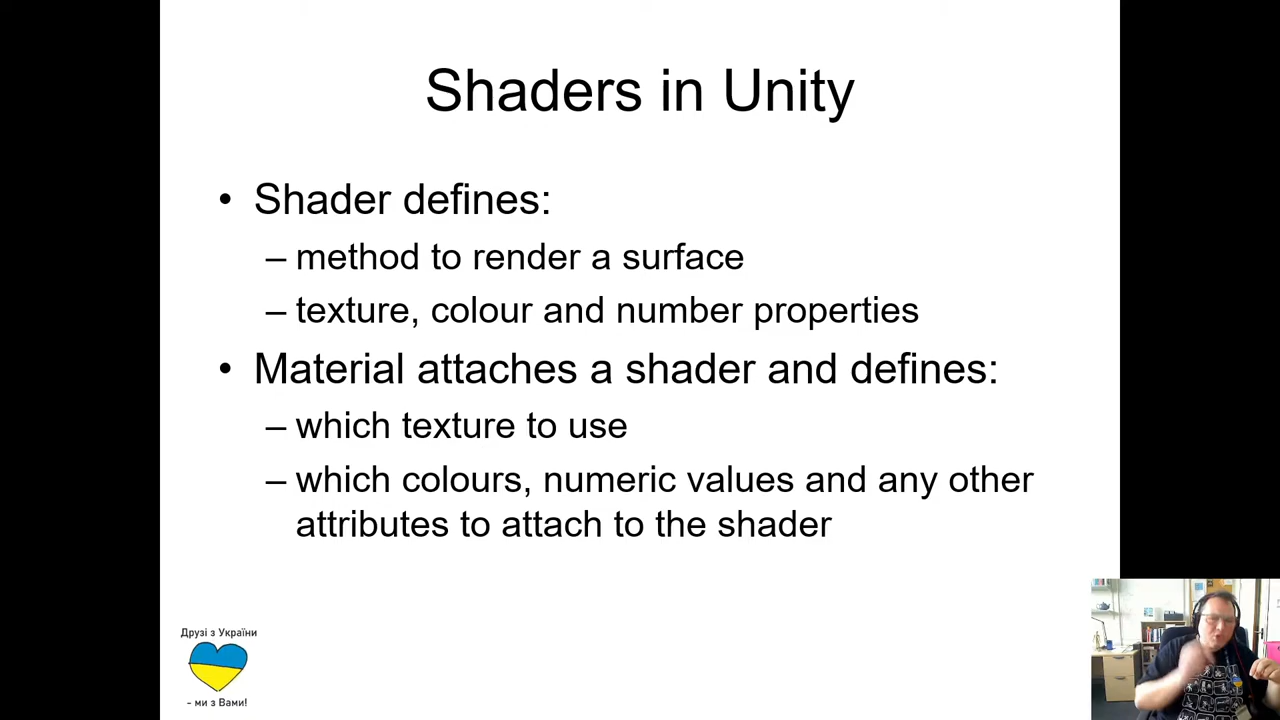 Shaders in Unity
• Shader defines:
– method to render a surface
– texture, colour and number properties
• Material attaches a shader and defines:
– which texture to use
– which colours, numeric values and any other
attributes to attach to the shader
Друзі з України
- ми з Вами!